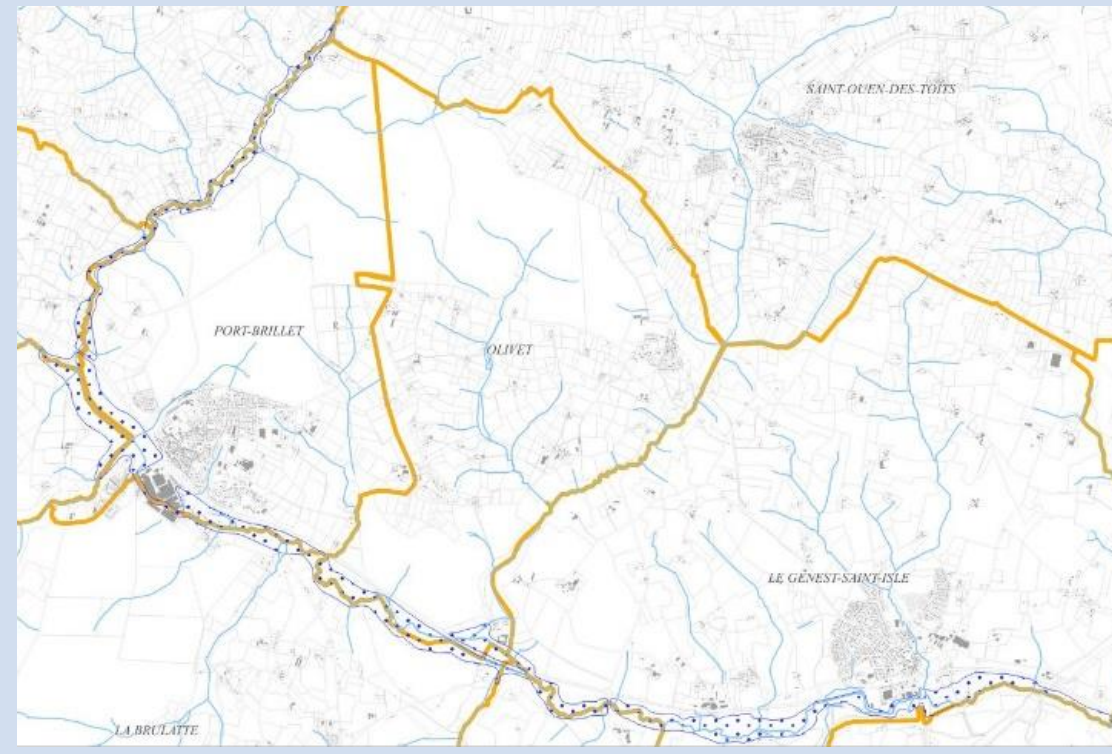 SAINT-OUEN-DES-TOITS
PORT-BRILLET
OLIVET
LE GENEST-SAINT-ISLE
LA BRULATTE